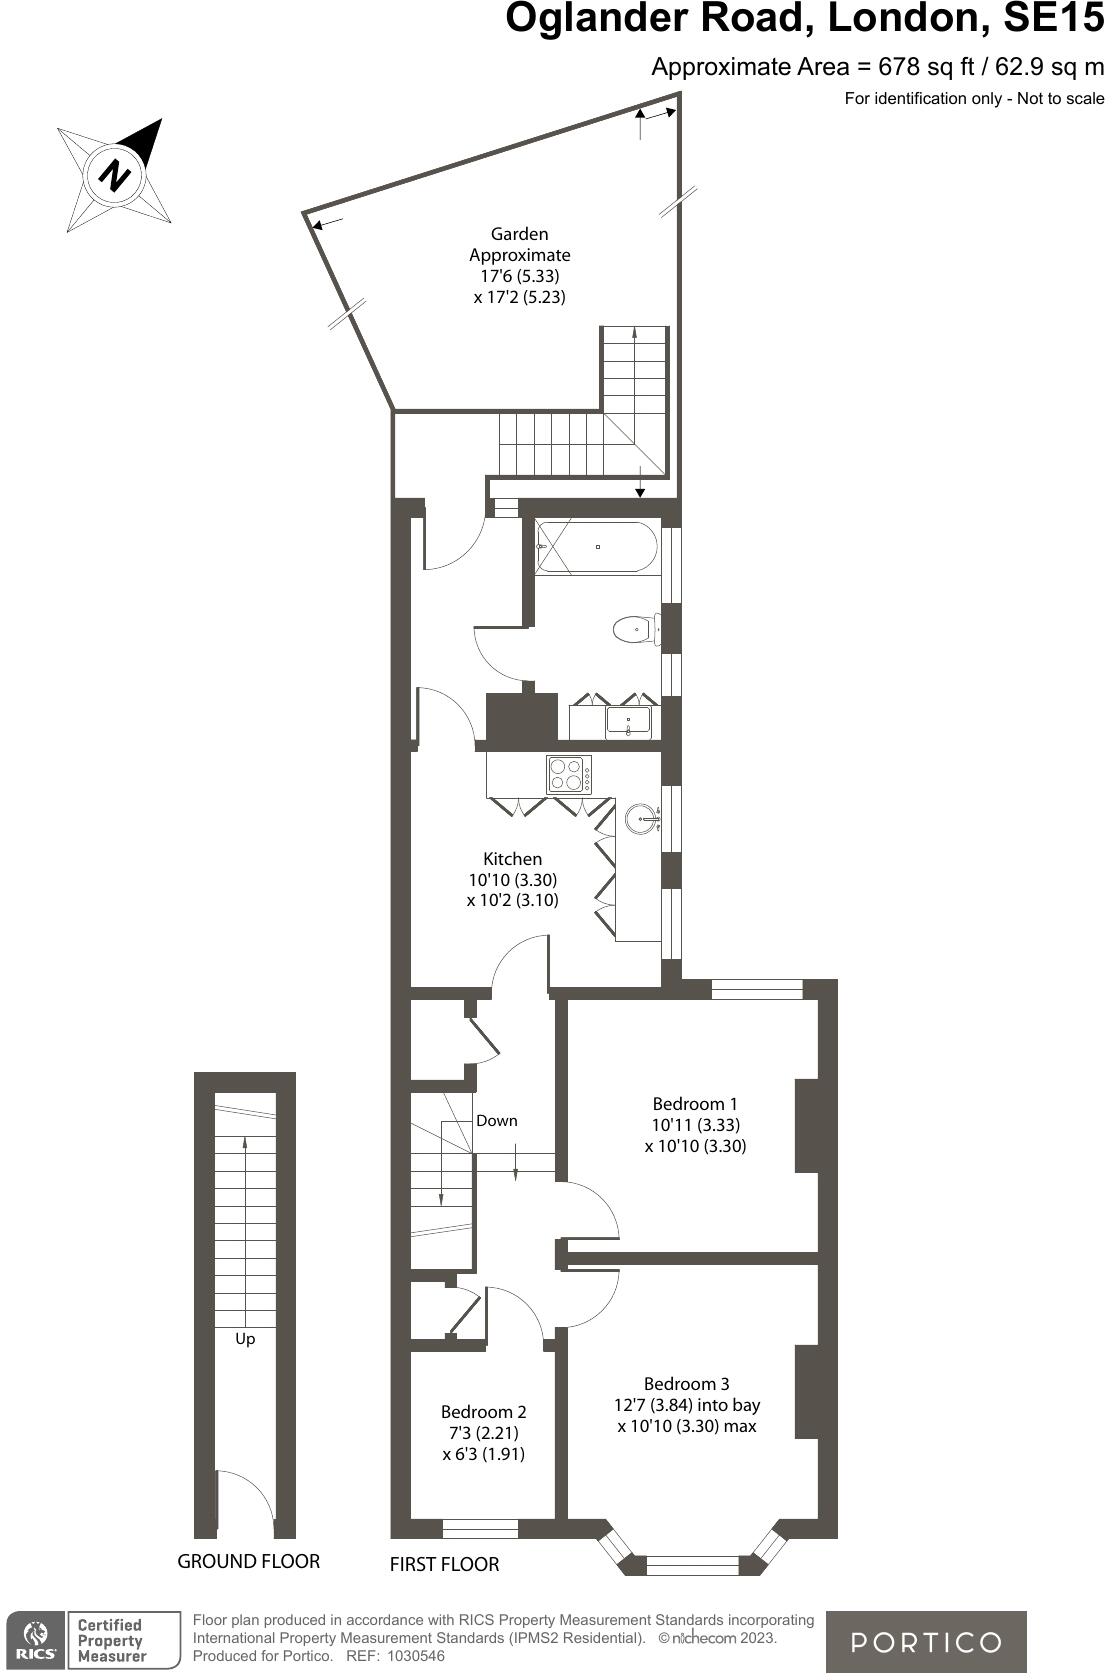 Oglander Road, London, SE15
Approximate Area = 678 sq ft / 62.9 sq m
For identification only - Not to scale
N
Garden
Approximate
17'6 (5.33)
x 17'2 (5.23)
Kitchen
10'10 (3.30)
x 10'2 (3.10)
Down
Bedroom 1
10'11 (3.33)
x 10'10 (3.30)
Up
Bedroom 3
12'7 (3.84) into bay
x 10'10 (3.30) max
Bedroom 2
7'3 (2.21)
x 6'3 (1.91)
GROUND FLOOR
FIRST FLOOR
RICS
Certified
Property
Measurer
Floor plan produced in accordance with RICS Property Measurement Standards incorporating
International Property Measurement Standards (IPMS2 Residential). © nichecom 2023.
Produced for Portico. REF: 1030546
PORTICO